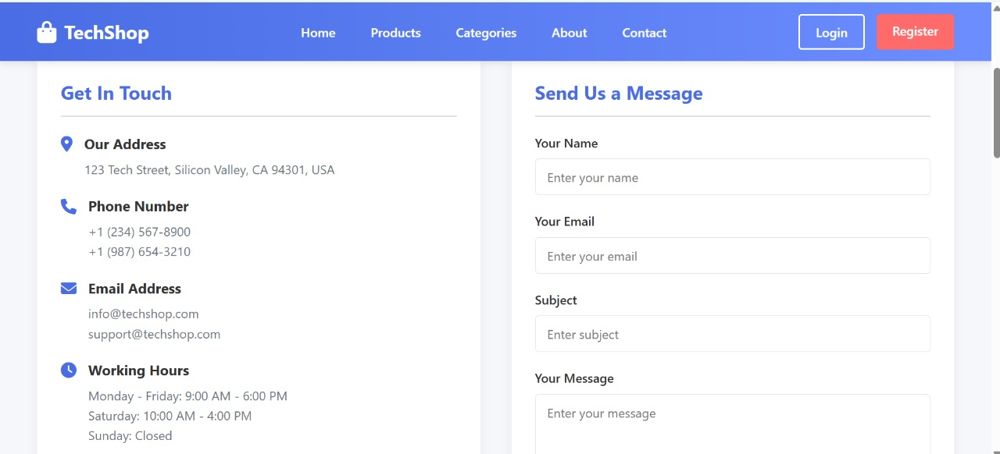 TechShop
Home
Products
Categories
About
Contact
Login
Register
Get In Touch
Our Address
123 Tech Street, Silicon Valley, CA 94301, USA
Phone Number
+1 (234) 567-8900
+1 (987) 654-3210
Email Address
info@techshop.com
support@techshop.com
Working Hours
Monday - Friday: 9:00 AM - 6:00 PM
Saturday: 10:00 AM - 4:00 PM
Sunday: Closed
Send Us a Message
Your Name
Enter your name
Your Email
Enter your email
Subject
Enter subject
Your Message
Enter your message